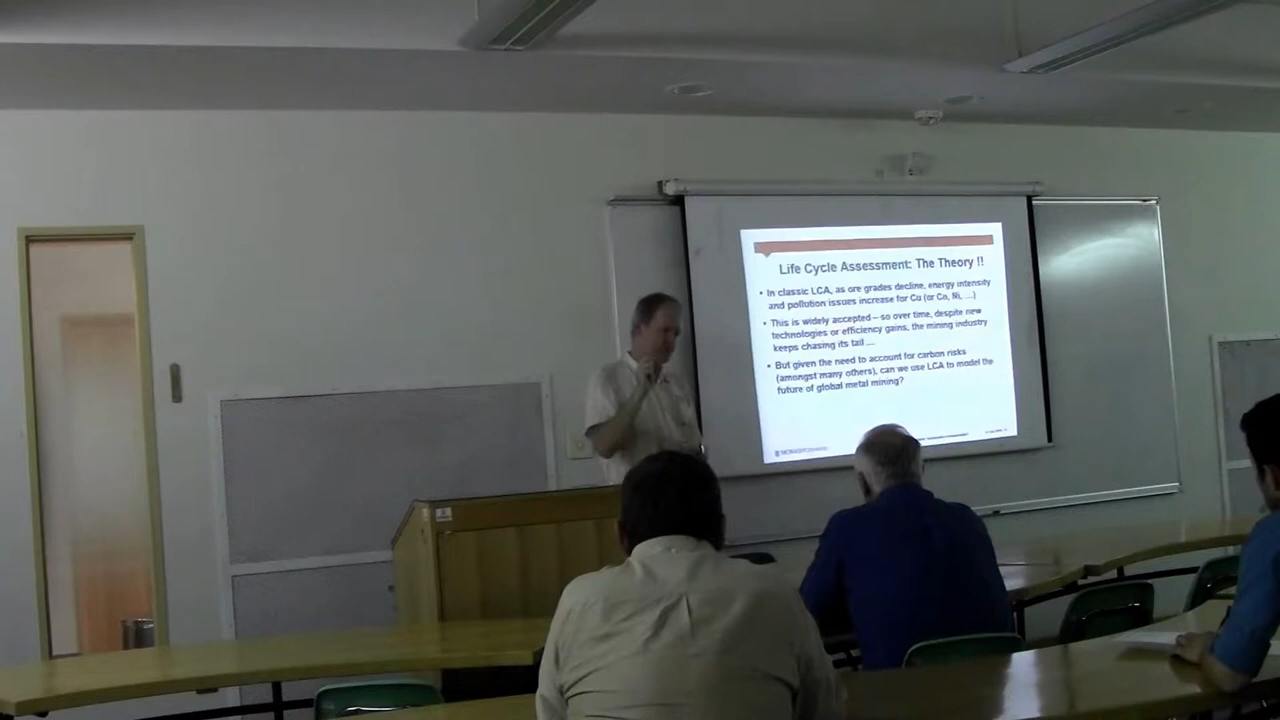 Life Cycle Assessment: The Theory !!
• In classic LCA, as ore grades decline, energy intensity
and pollution issues increase for Cu (or Co, Ni, ...)
• This is widely accepted – so over time, despite new
technologies or efficiency gains, the mining industry
keeps chasing its tail ...
• But given the need to account for carbon risks
(amongst many others), can we use LCA to model the
future of global metal mining?
MONASH